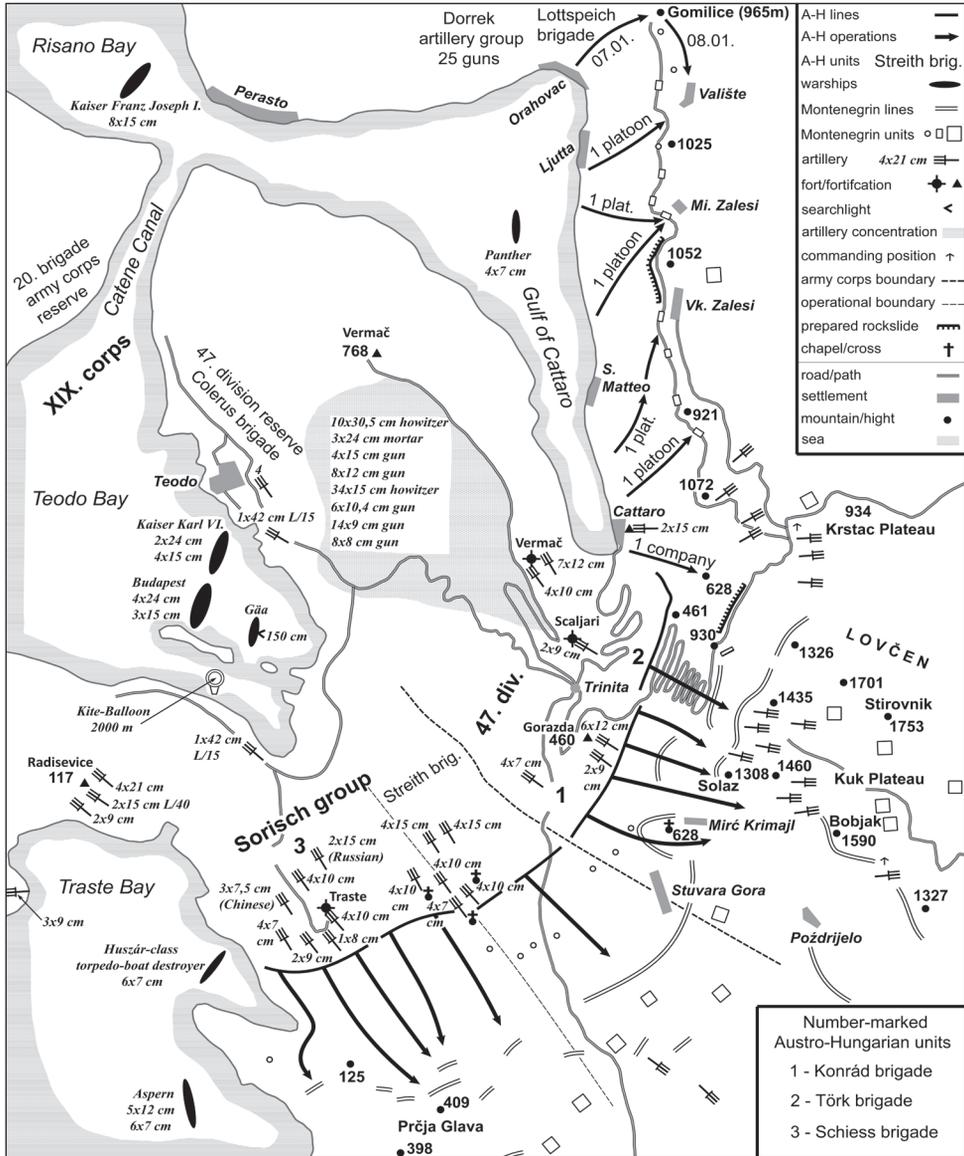 Risano Bay
Kaiser Franz Joseph I.
8x15 cm
Perasto
Dorrek
artillery group
25 guns
Lottspeich
brigade
07.01.
Gomilice (965m)
08.01.
Valište
Orahovac
Ljutta
1 platoon
1025
1 plat.
Mi. Zalesi
1 platoon
1052
Vk. Zalesi
Panther
4x7 cm
Gulf of Cattaro
20. brigade
army corps
reserve
Catene Canal
XIX. corps
47. division reserve
Colerus brigade
Vermač
768
10x30,5 cm howitzer
3x24 cm mortar
4x15 cm gun
8x12 cm gun
34x15 cm howitzer
6x10,4 cm gun
14x9 cm gun
8x8 cm gun
S.
Matteo
1 plat.
921
1 platoon
1072
Teodo Bay
Teodo
4
1x42 cm L/15
Kaiser Karl VI.
2x24 cm
4x15 cm
Budapest
4x24 cm
3x15 cm
Gäa
150 cm
Kite-Balloon
2000 m
1x42 cm
L/15
Cattaro
2x15 cm
1 company
628
461
930
Vermač
7x12 cm
4x10 cm
Scaljari
2x9 cm
2
Trinita
47. div.
934
Krstac Plateau
LOVČEN
1326
1701
1435
Stirovnik
1753
Gorazda
460
6x12 cm
4x7 cm
2x9
cm
1
1308
Solaz
1460
Kuk Plateau
628
Mirć Krimajl
Bobjak
1590
1327
Stuvara Gora
Poździjelo
Radisevice
117
4x21 cm
2x15 cm L/40
2x9 cm
Sorisch group
Streith brig.
3
2x15 cm
(Russian)
4x15 cm
4x15 cm
4x10 cm
4x10 cm
4x10
cm
4x10 cm
4x7
cm
3x7,5 cm
(Chinese)
Traste
4x10 cm
4x7
cm
1x8 cm
2x9 cm
Traste Bay
3x9 cm
Huszár-class
torpedo-boat destroyer
6x7 cm
Aspern
5x12 cm
6x7 cm
125
409
Prčja Glava
398
A-H lines
A-H operations
A-H units Streith brig.
warships
Montenegrin lines
Montenegrin units
artillery 4x21 cm
fort/fortifcation
searchlight
artillery concentration
commanding position
army corps boundary
operational boundary
prepared rockslide
chapel/cross
road/path
settlement
mountain/hight
sea
Number-marked
Austro-Hungarian units
1 - Konrád brigade
2 - Törk brigade
3 - Schiess brigade